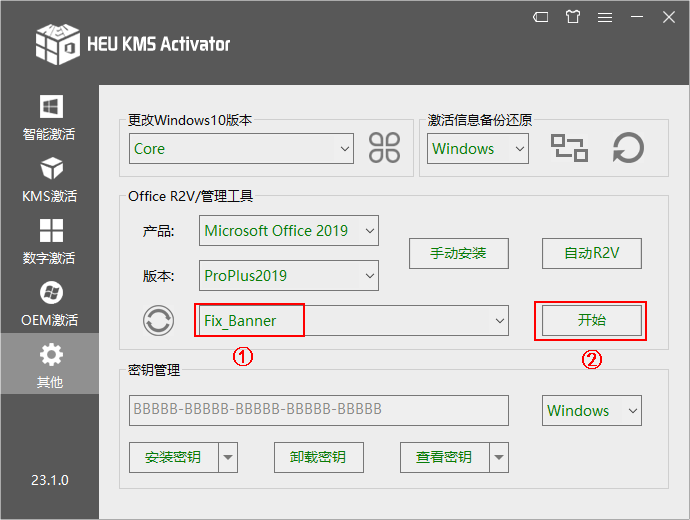 HEU KMS Activator
智能激活
KMS激活
数字激活
OEM激活
其他
23.1.0
更改Windows10版本
Core
激活信息备份还原
Windows
Office R2V/管理工具
产品:
Microsoft Office 2019
手动安装
自动R2V
版本:
ProPlus2019
Fix_Banner
开始
①
②
密钥管理
BBBBB-BBBBB-BBBBB-BBBBB-BBBBB
Windows
安装密钥
卸载密钥
查看密钥